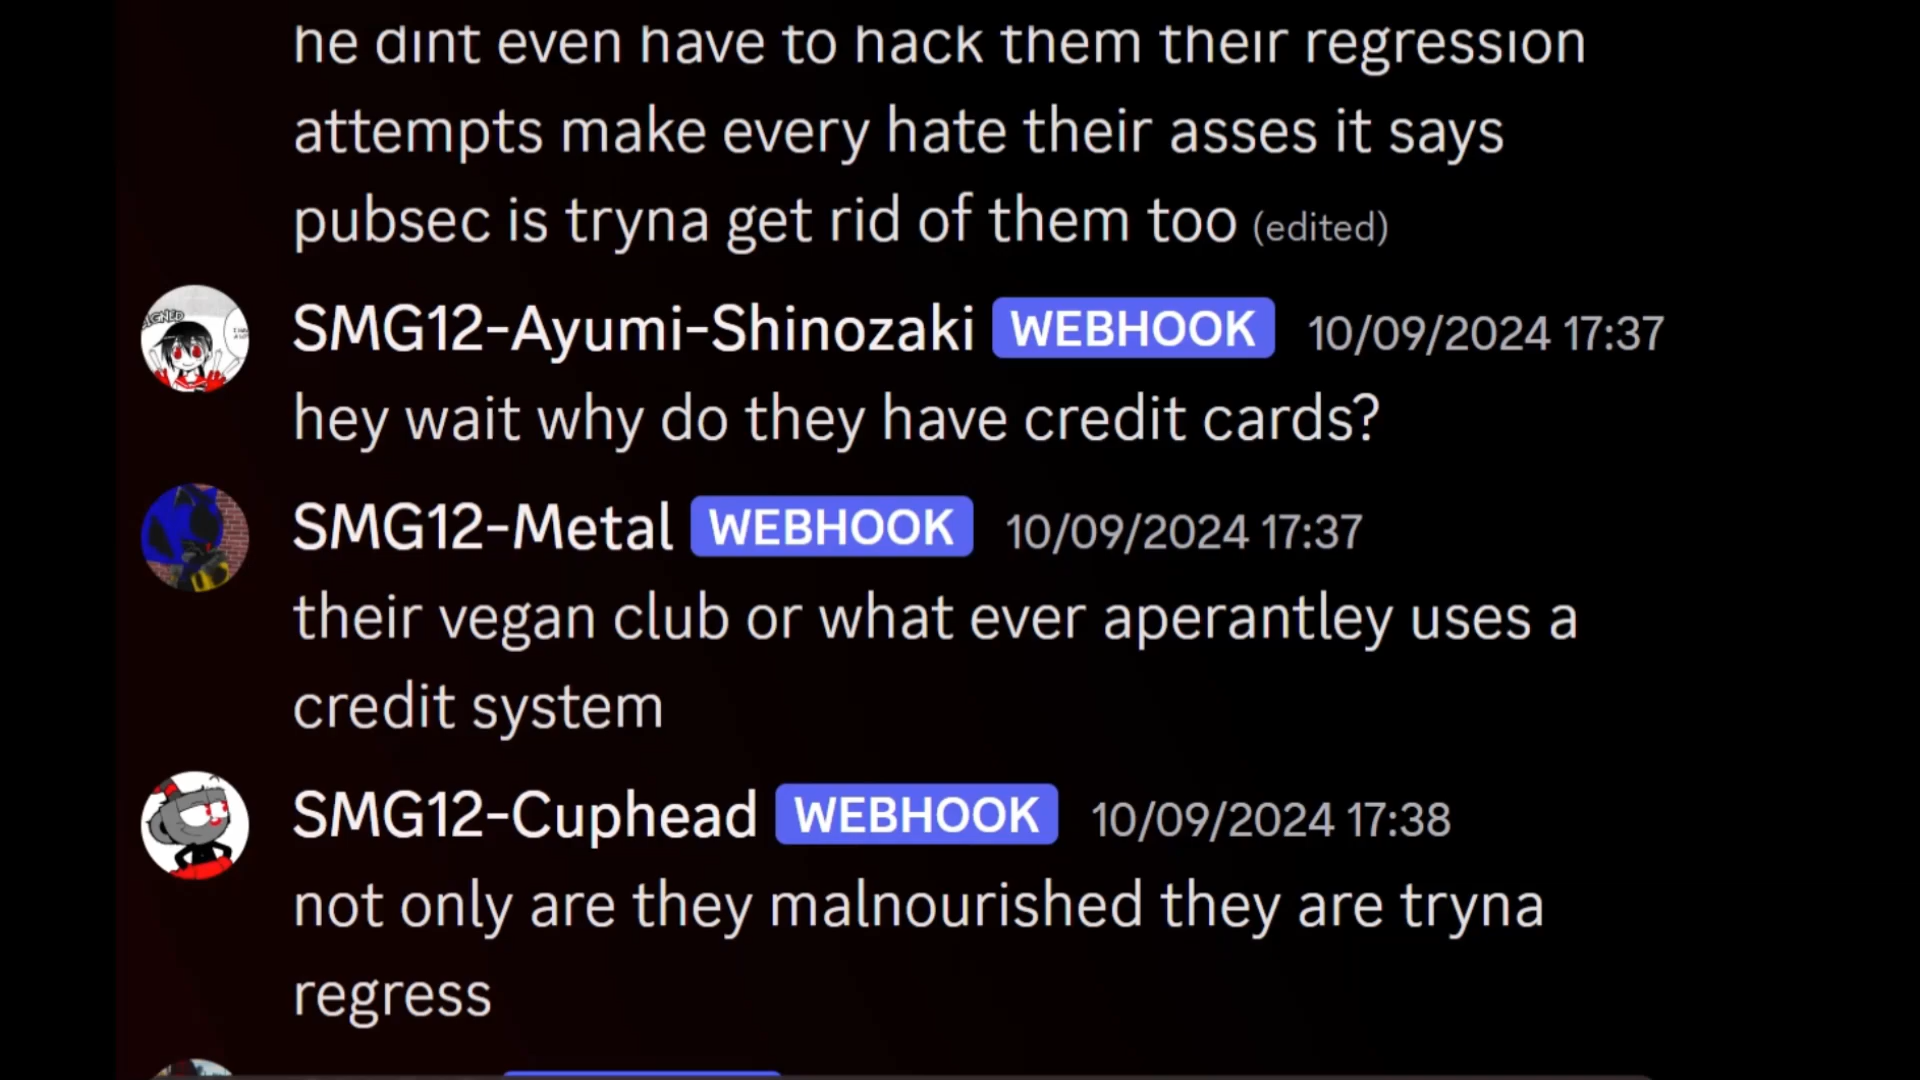 he dint even have to hack them their regression
attempts make every hate their asses it says
pubsec is tryna get rid of them too (edited)
SMG12-Ayumi-Shinozaki WEBHOOK 10/09/2024 17:37
hey wait why do they have credit cards?
SMG12-Metal WEBHOOK 10/09/2024 17:37
their vegan club or what ever aperantley uses a
credit system
SMG12-Cuphead WEBHOOK 10/09/2024 17:38
not only are they malnourished they are tryna
regress